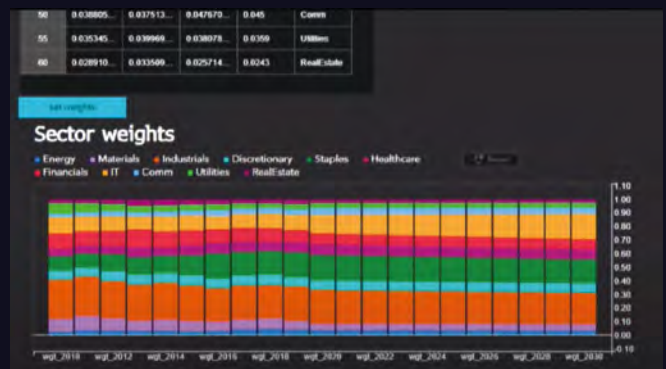 50 0.038805... 0.037513... 0.047670... 0.045 Comm
55 0.035345... 0.039969... 0.038078... 0.0359 Utilities
60 0.028910... 0.033509... 0.025714... 0.0243 RealEstate
set weights
Sector weights
Energy Materials Industrials Discretionary Staples Healthcare
Financials IT Comm Utilities RealEstate
1.10
1.00
0.90
0.80
0.70
0.60
0.50
0.40
0.30
0.20
0.10
0.00
-0.10
wgt_2010 wgt_2012 wgt_2014 wgt_2016 wgt_2018 wgt_2020 wgt_2022 wgt_2024 wgt_2026 wgt_2028 wgt_2030